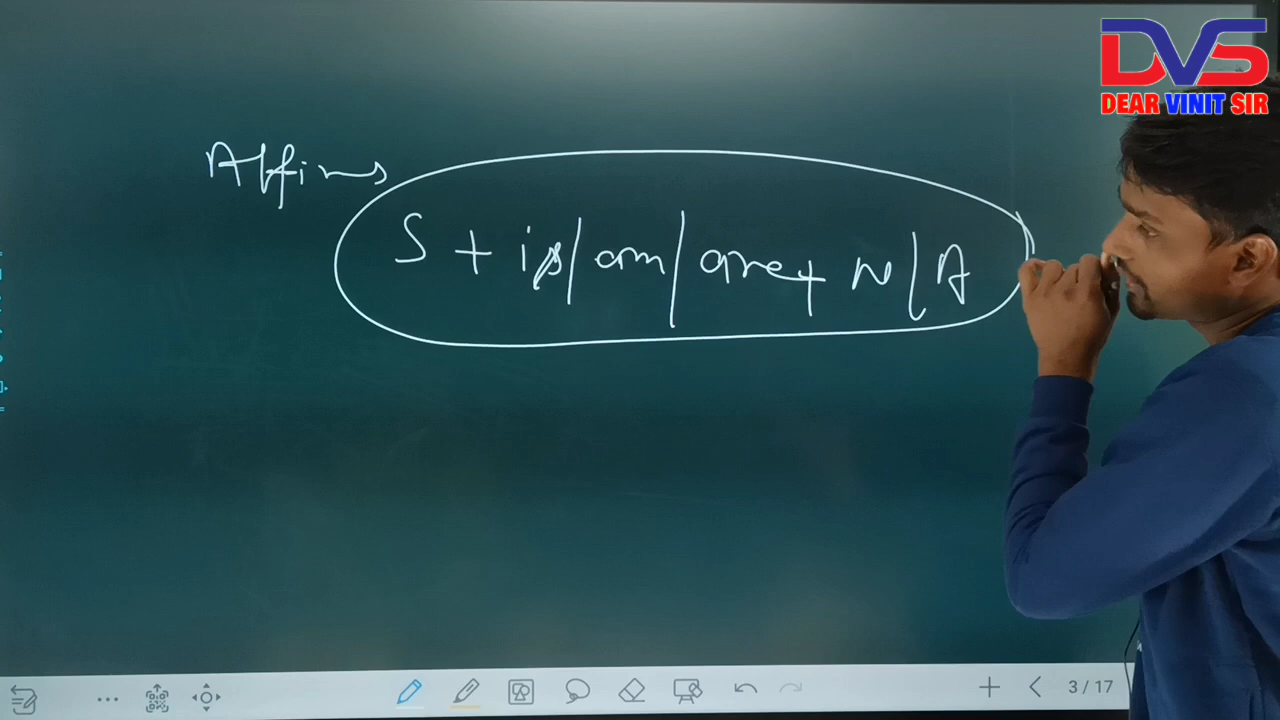 DVS
DEAR VINIT SIR
Affirm
S + is/am/are + N/A
3 / 17